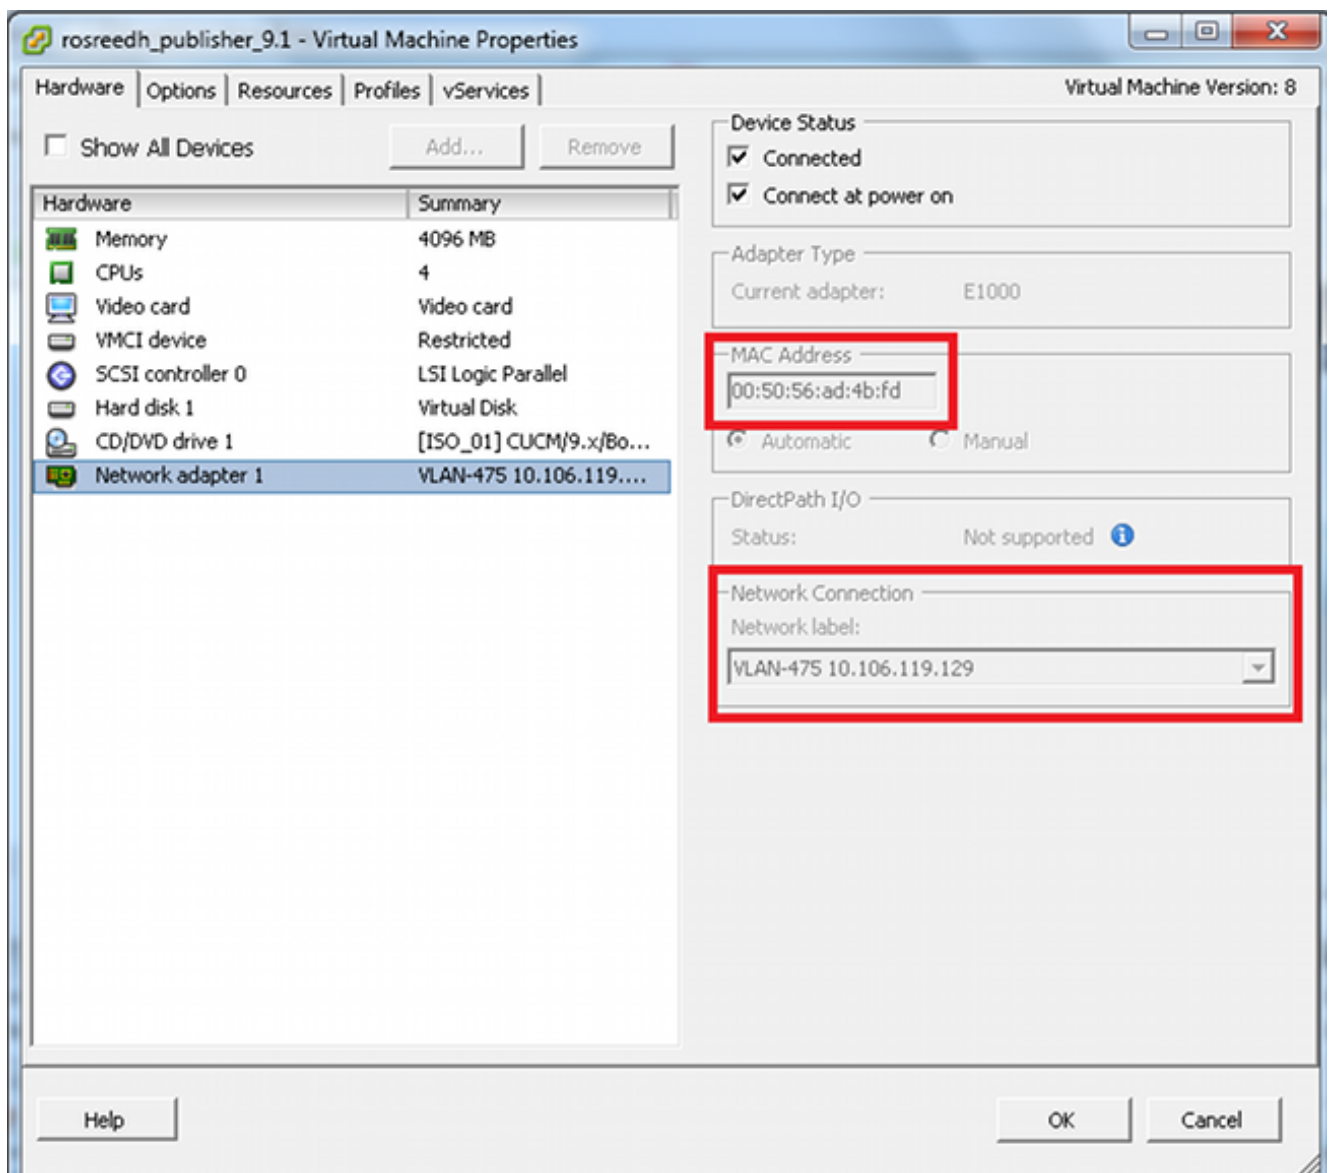 rosreedh_publisher_9.1 - Virtual Machine Properties
Hardware Options Resources Profiles vServices
Virtual Machine Version: 8
Show All Devices
Add...
Remove
Hardware Summary
Memory 4096 MB
CPUs 4
Video card Video card
VMCI device Restricted
SCSI controller 0 LSI Logic Parallel
Hard disk 1 Virtual Disk
CD/DVD drive 1 [ISO_01] CUCM/9.x/Bo...
Network adapter 1 VLAN-475 10.106.119....
Device Status
Connected
Connect at power on
Adapter Type
Current adapter: E1000
MAC Address
00:50:56:ad:4b:fd
Automatic Manual
DirectPath I/O
Status: Not supported
Network Connection
Network label:
VLAN-475 10.106.119.129
Help
OK
Cancel